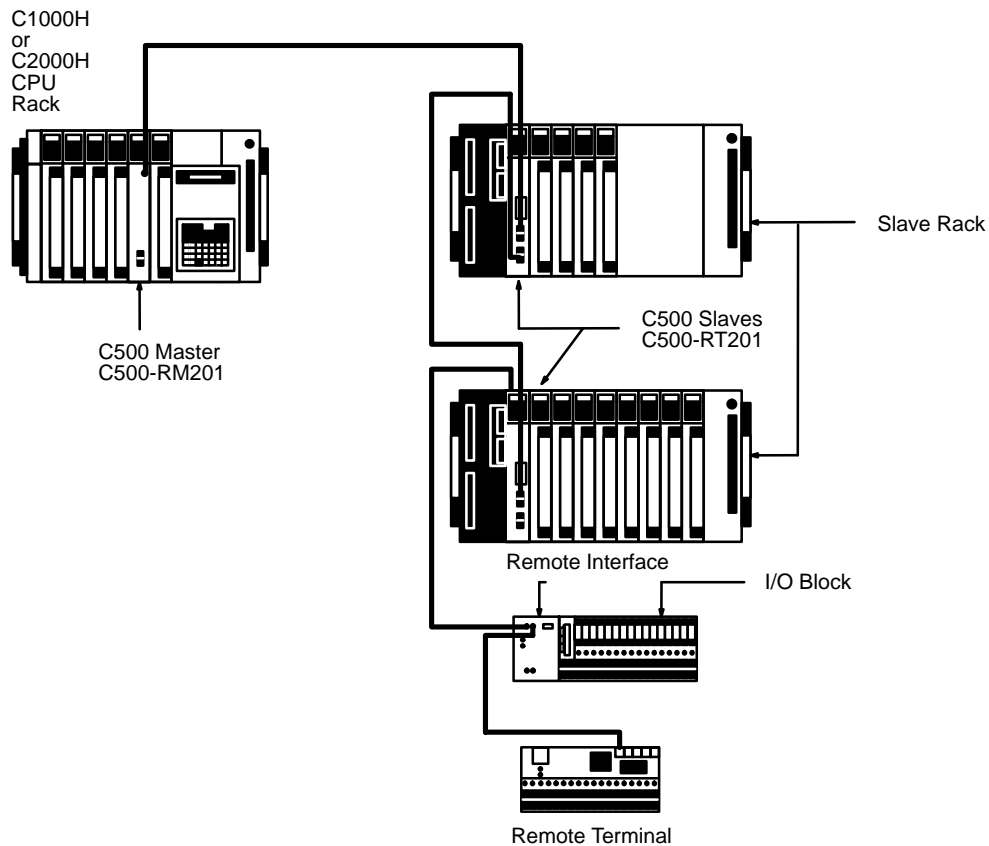 C1000H
or
C2000H
CPU
Rack
Slave Rack
C500 Slaves
C500-RT201
C500 Master
C500-RM201
Remote Interface
I/O Block
Remote Terminal